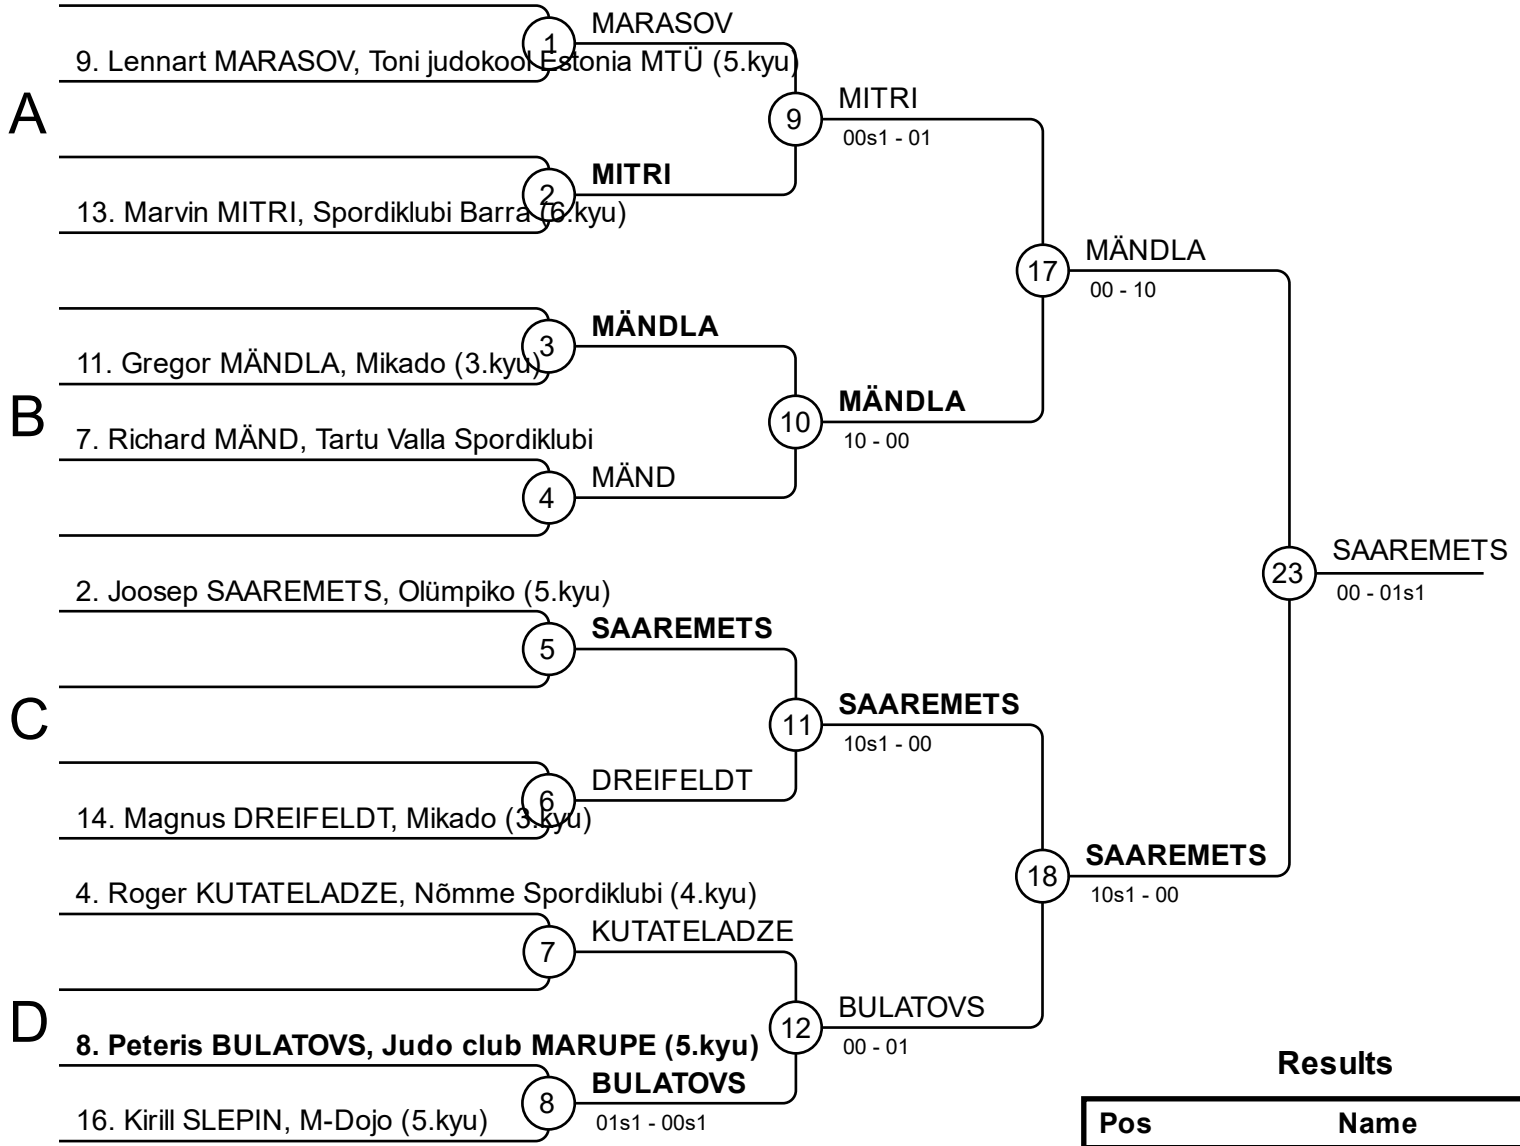 MARASOV
1
9. Lennart MARASOV, Toni judokool Estonia MTÜ (5.kyu)
A
MITRI
9
00s1 - 01
MITRI
2
13. Marvin MITRI, Spordiklubi Barra (6.kyu)
MÄNDLA
17
00 - 10
MÄNDLA
3
11. Gregor MÄNDLA, Mikado (3.kyu)
B
MÄNDLA
10
10 - 00
7. Richard MÄND, Tartu Valla Spordiklubi
MÄND
4
SAAREMETS
23
00 - 01s1
2. Joosep SAAREMETS, Olümpiko (5.kyu)
SAAREMETS
5
C
SAAREMETS
11
10s1 - 00
DREIFELDT
6
14. Magnus DREIFELDT, Mikado (3.kyu)
SAAREMETS
18
10s1 - 00
4. Roger KUTATELADZE, Nõmme Spordiklubi (4.kyu)
KUTATELADZE
7
D
BULATOVS
12
00 - 01
8. Peteris BULATOVS, Judo club MARUPE (5.kyu)
BULATOVS
8
01s1 - 00s1
16. Kirill SLEPIN, M-Dojo (5.kyu)
Results
Pos Name